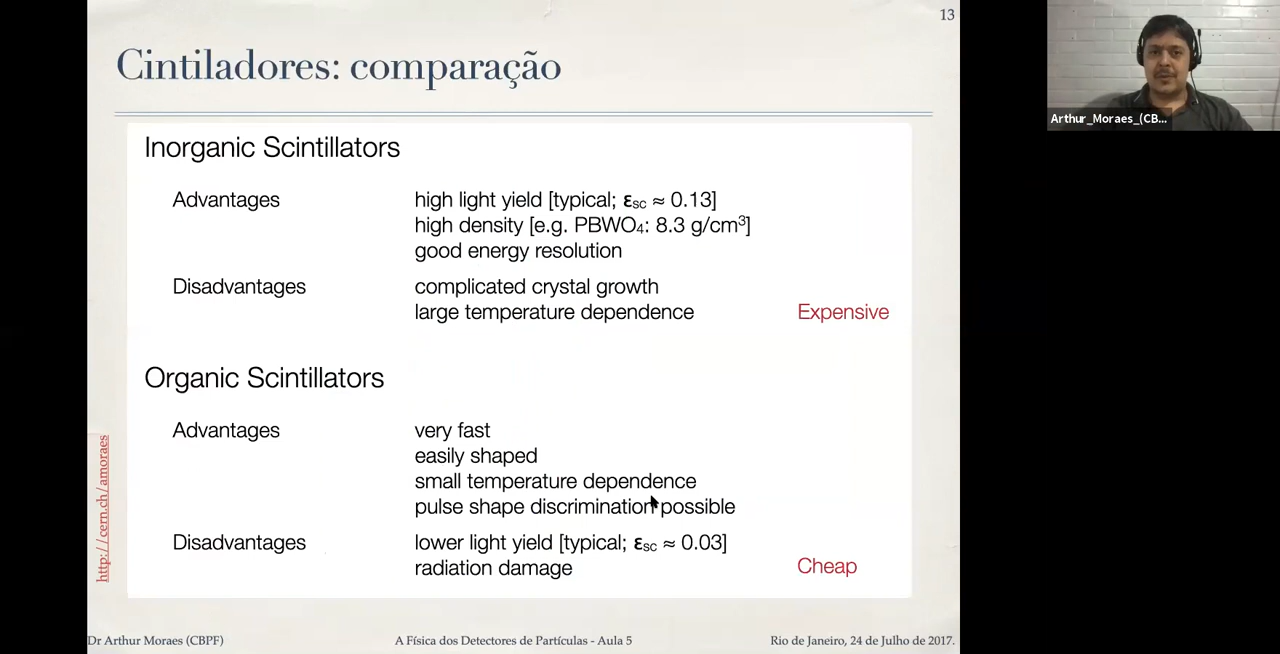 13
Cintiladores: comparação
Arthur_Moraes_(CB...
Inorganic Scintillators
Advantages high light yield [typical; εsc ≈ 0.13]
high density [e.g. PBWO₄: 8.3 g/cm³]
good energy resolution
Disadvantages complicated crystal growth
large temperature dependence Expensive
Organic Scintillators
Advantages very fast
easily shaped
small temperature dependence
pulse shape discrimination possible
Disadvantages lower light yield [typical; εsc ≈ 0.03]
radiation damage Cheap
http://cern.ch/amoraes
Dr Arthur Moraes (CBPF) A Física dos Detectores de Partículas - Aula 5 Rio de Janeiro, 24 de Julho de 2017.